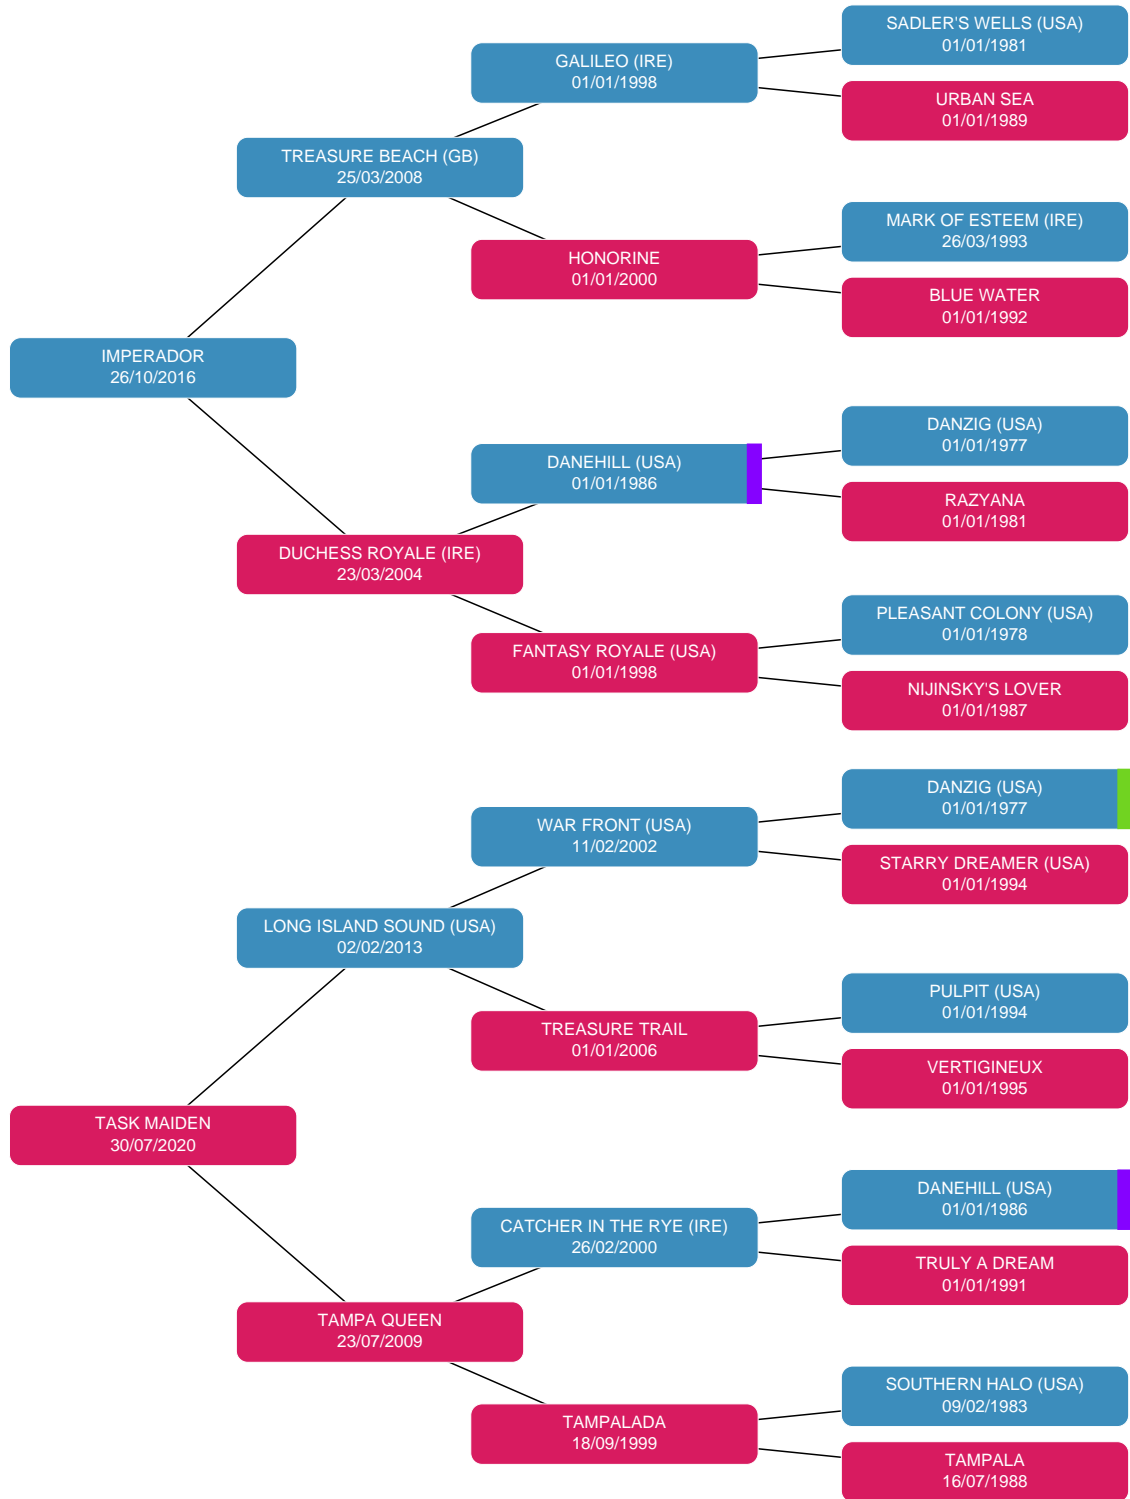 SADLER'S WELLS (USA)
01/01/1981
GALILEO (IRE)
01/01/1998
URBAN SEA
01/01/1989
TREASURE BEACH (GB)
25/03/2008
MARK OF ESTEEM (IRE)
26/03/1993
HONORINE
01/01/2000
BLUE WATER
01/01/1992
IMPERADOR
26/10/2016
DANZIG (USA)
01/01/1977
DANEHILL (USA)
01/01/1986
RAZYANA
01/01/1981
DUCHESS ROYALE (IRE)
23/03/2004
PLEASANT COLONY (USA)
01/01/1978
FANTASY ROYALE (USA)
01/01/1998
NIJINSKY'S LOVER
01/01/1987
DANZIG (USA)
01/01/1977
WAR FRONT (USA)
11/02/2002
STARRY DREAMER (USA)
01/01/1994
LONG ISLAND SOUND (USA)
02/02/2013
PULPIT (USA)
01/01/1994
TREASURE TRAIL
01/01/2006
VERTIGINEUX
01/01/1995
TASK MAIDEN
30/07/2020
DANEHILL (USA)
01/01/1986
CATCHER IN THE RYE (IRE)
26/02/2000
TRULY A DREAM
01/01/1991
TAMPA QUEEN
23/07/2009
SOUTHERN HALO (USA)
09/02/1983
TAMPALADA
18/09/1999
TAMPALA
16/07/1988